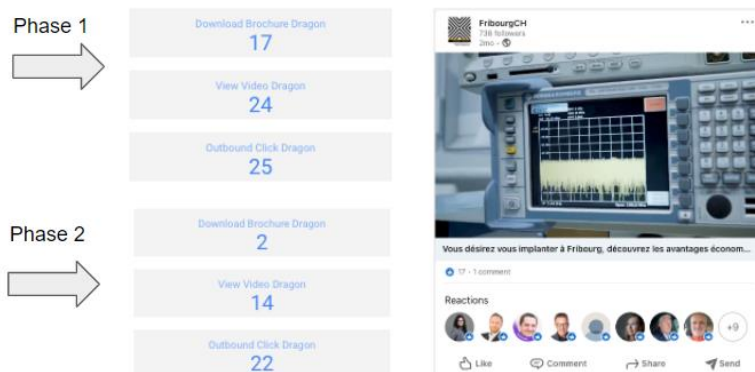 Phase 1
Download Brochure Dragon
17
View Video Dragon
24
Outbound Click Dragon
25
Phase 2
Download Brochure Dragon
2
View Video Dragon
14
Outbound Click Dragon
22
FribourgCH
738 followers
2mo
Vous désirez vous implanter à Fribourg, découvrez les avantages économ...
17 · 1 comment
Reactions
+9
Like
Comment
Share
Send